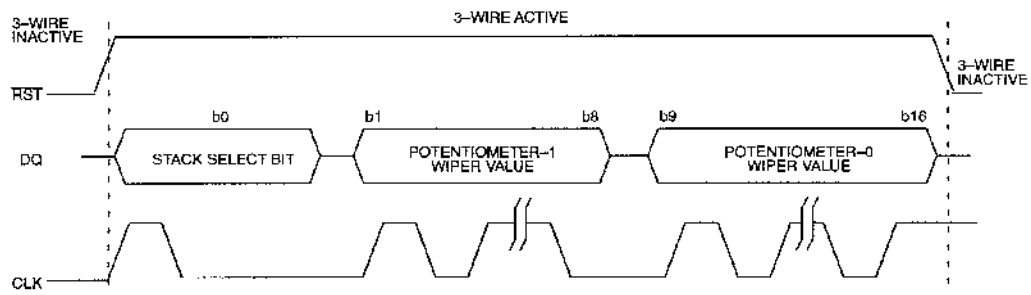 3–WIRE
INACTIVE
3–WIRE ACTIVE
3–WIRE
INACTIVE
RST
b0
b1
b8
b9
b16
DQ
STACK SELECT BIT
POTENTIOMETER–1
WIPER VALUE
POTENTIOMETER–0
WIPER VALUE
CLK